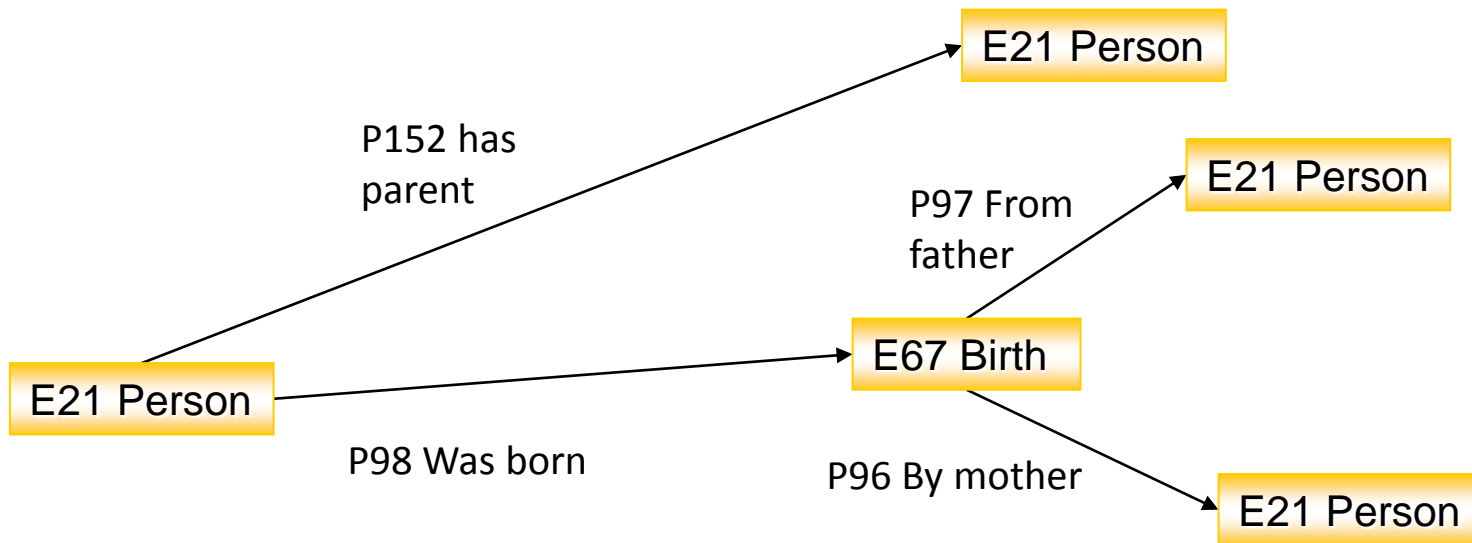 E21 Person
P152 has
parent
E21 Person
P97 From
father
E67 Birth
E21 Person
P98 Was born
P96 By mother
E21 Person